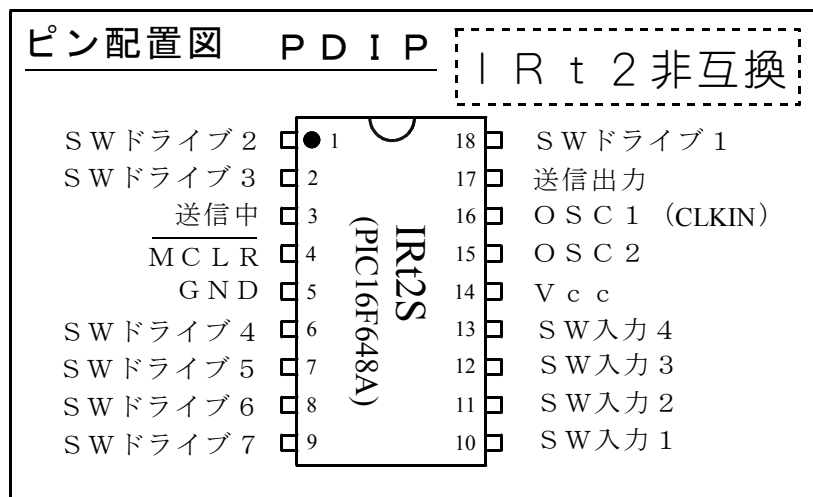 ピン配置図　ＰＤＩＰ
ＩＲｔ２非互換
ＳＷドライブ２ 1 18 ＳＷドライブ１
ＳＷドライブ３ 2 17 送信出力
送信中 3 16 ＯＳＣ１（CLKIN）
ＭＣＬＲ 4 15 ＯＳＣ２
ＧＮＤ 5 14 Ｖｃｃ
ＳＷドライブ４ 6 13 ＳＷ入力４
ＳＷドライブ５ 7 12 ＳＷ入力３
ＳＷドライブ６ 8 11 ＳＷ入力２
ＳＷドライブ７ 9 10 ＳＷ入力１
IRt2S
(PIC16F648A)